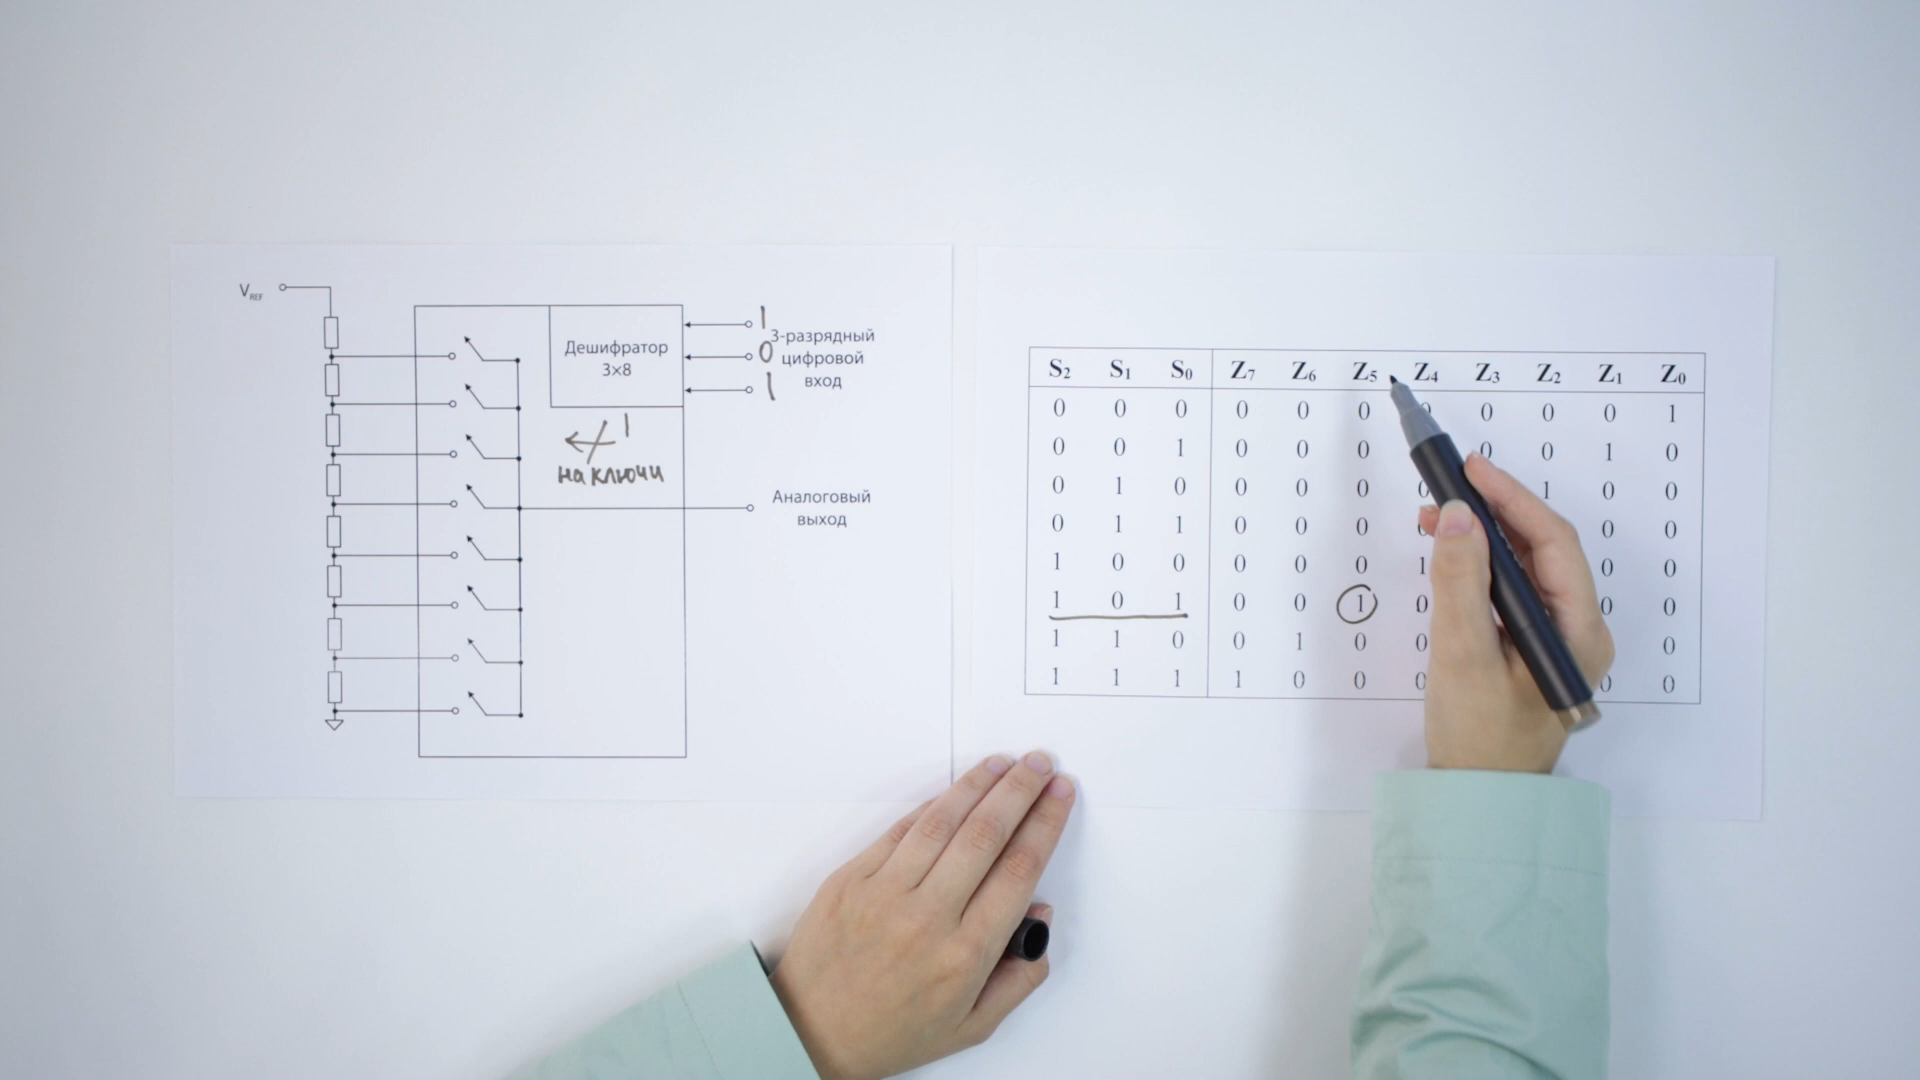 V REF
Дешифратор
3×8
1
0
1
3-разрядный
цифровой
вход
1
на ключи
Аналоговый
выход
S₂ S₁ S₀ Z₇ Z₆ Z₅ Z₄ Z₃ Z₂ Z₁ Z₀
0 0 0 0 0 0 0 0 0 1
0 0 1 0 0 0 0 0 1 0
0 1 0 0 0 0 1 0 0
0 1 1 0 0 0 0 0
1 0 0 0 0 0 1 0 0
1 0 1 0 0 1 0 0 0
1 1 0 0 1 0 0 0
1 1 1 1 0 0 0 0 0